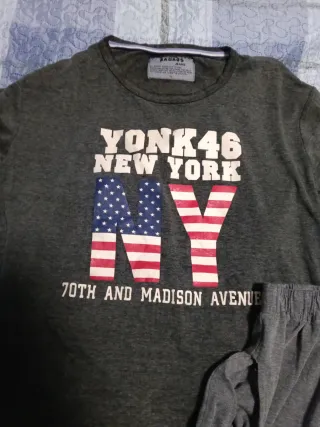 YONK46
NEW YORK
NY
70TH AND MADISON AVENUE